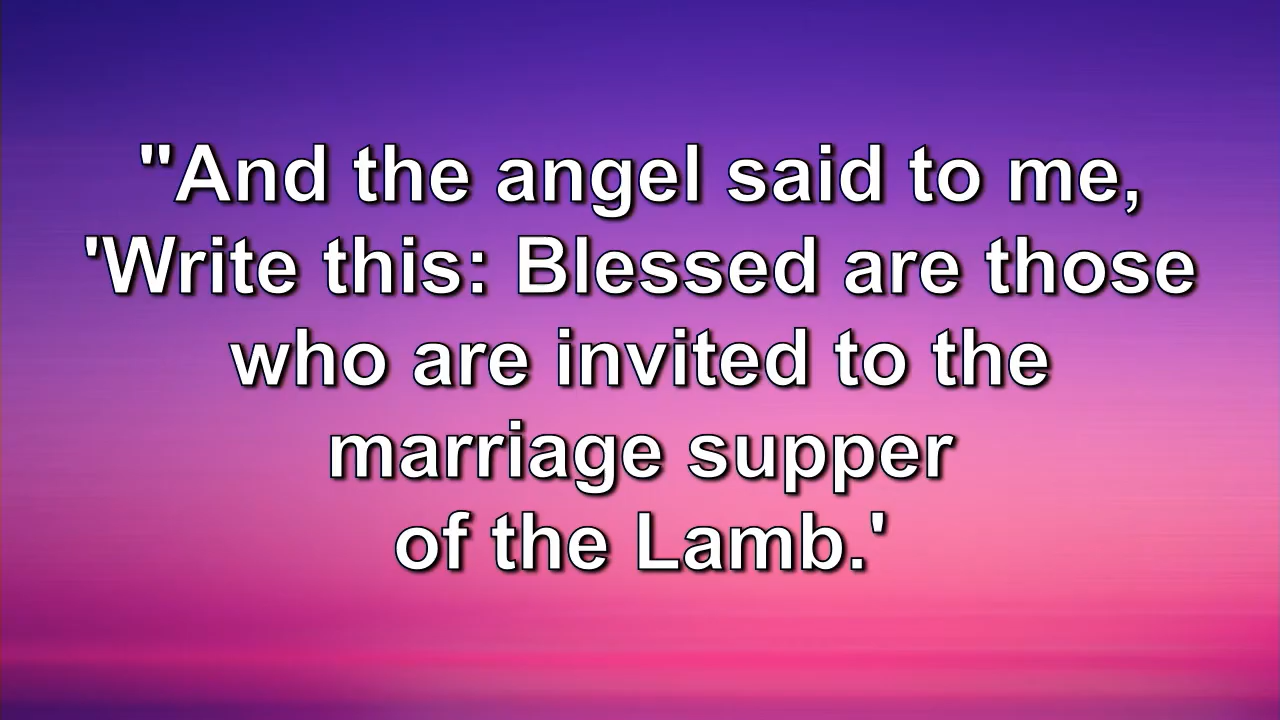 "And the angel said to me,
'Write this: Blessed are those
who are invited to the
marriage supper
of the Lamb.'